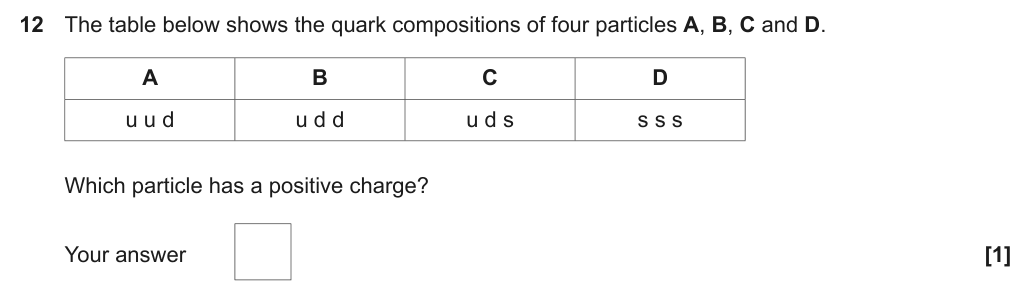 12 The table below shows the quark compositions of four particles A, B, C and D.
A B C D
u u d u d d u d s s s s
Which particle has a positive charge?
Your answer [1]